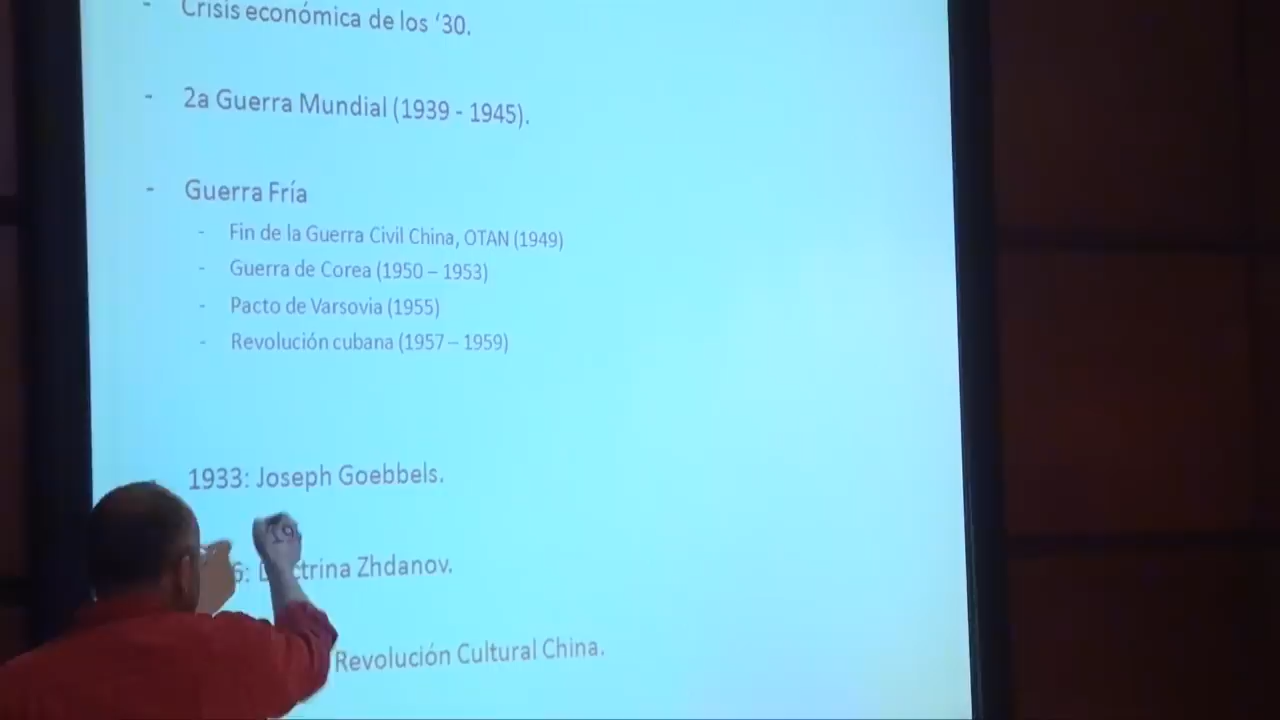 - Crisis económica de los ‘30.
- 2a Guerra Mundial (1939 - 1945).
- Guerra Fría
- Fin de la Guerra Civil China, OTAN (1949)
- Guerra de Corea (1950 – 1953)
- Pacto de Varsovia (1955)
- Revolución cubana (1957 – 1959)
1933: Joseph Goebbels.
6: Zhdanov.
Revolución Cultural China.